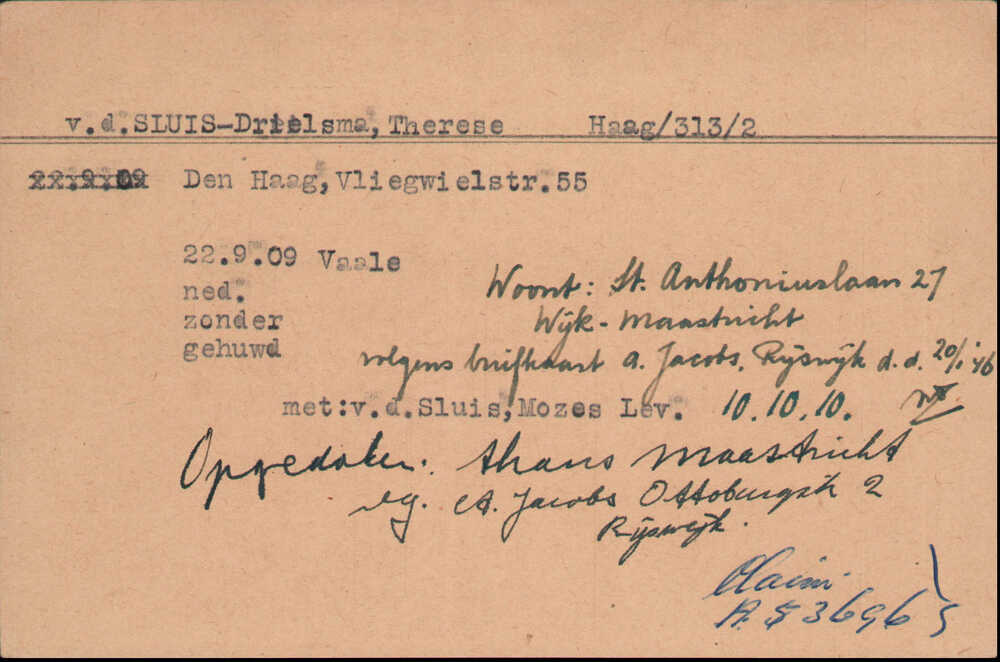 v.d.SLUIS-Drielsma, Therese Haag/313/2
22.9.09 Den Haag, Vliegwielstr.55
22.9.09 Vaale
ned.
zonder
gehuwd
Woont: St. Anthoniuslaan 27
Wijk - Maastricht
volgens briefkaart A. Jacobs, Rijswijk d.d. 20/1 '46
met:v.d.Sluis, Mozes Lev. 10.10.10.
Opgedoken. thans Maastricht
A. Jacobs Ottoburgstr 2
Rijswijk.
Claim